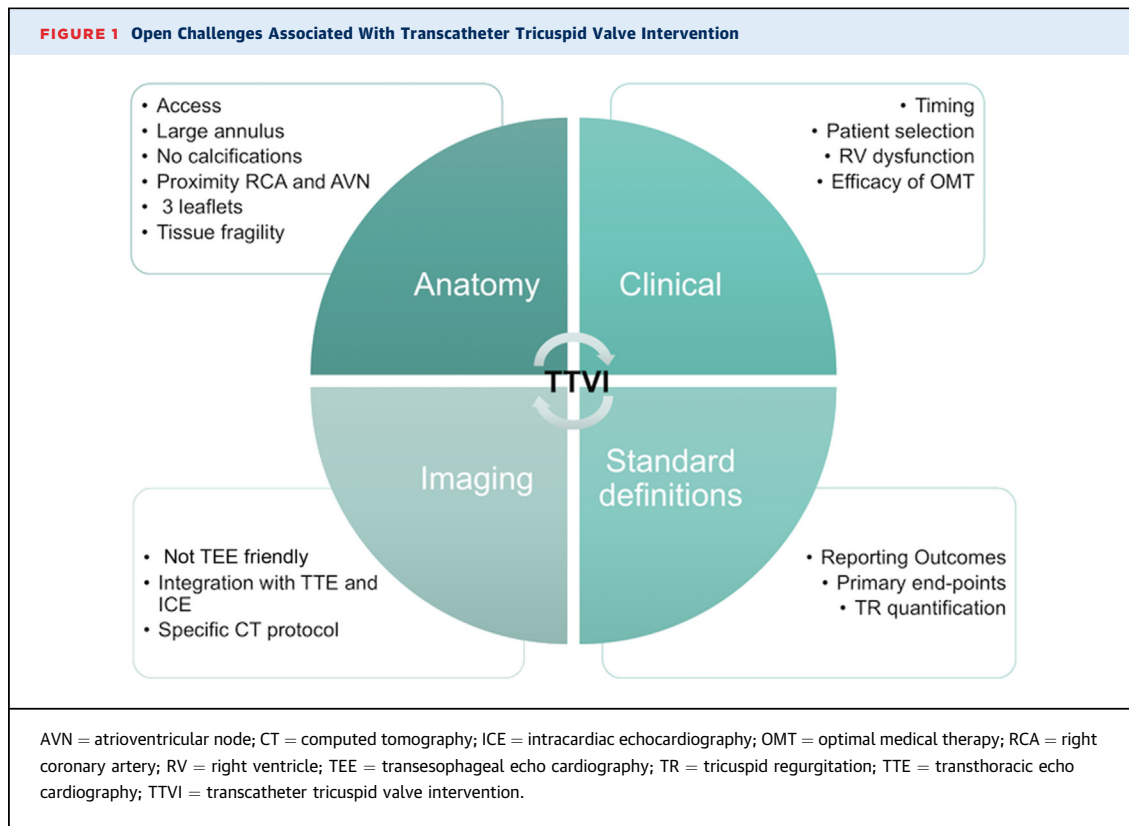 FIGURE 1 Open Challenges Associated With Transcatheter Tricuspid Valve Intervention
• Access
• Large annulus
• No calcifications
• Proximity RCA and AVN
• 3 leaflets
• Tissue fragility
• Timing
• Patient selection
• RV dysfunction
• Efficacy of OMT
Anatomy
Clinical
TTVI
Imaging
Standard
definitions
• Not TEE friendly
• Integration with TTE and
ICE
• Specific CT protocol
• Reporting Outcomes
• Primary end-points
• TR quantification
AVN = atrioventricular node; CT = computed tomography; ICE = intracardiac echocardiography; OMT = optimal medical therapy; RCA = right
coronary artery; RV = right ventricle; TEE = transesophageal echo cardiography; TR = tricuspid regurgitation; TTE = transthoracic echo
cardiography; TTVI = transcatheter tricuspid valve intervention.